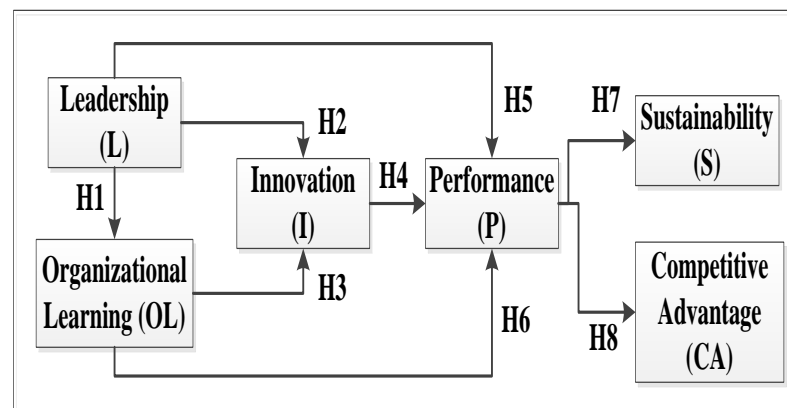 Leadership
(L)
H1
Organizational
Learning (OL)
H2
H3
Innovation
(I)
H4
H5
Performance
(P)
H6
H7
Sustainability
(S)
H8
Competitive
Advantage
(CA)